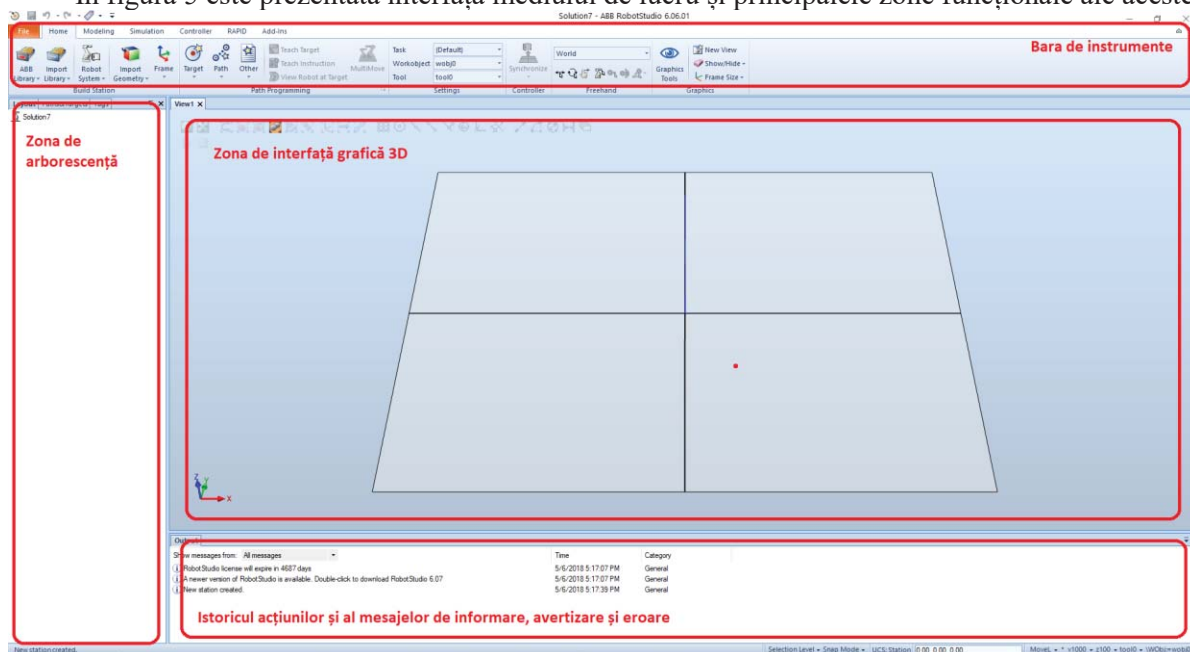 În figura 5 este prezentată interfața mediului de lucru și principalele zone funcționale ale aceste
Solution7 - ABB RobotStudio 6.06.01
File Home Modeling Simulation Controller RAPID Add-Ins
Bara de instrumente
ABB Library Import Library Robot System Import Geometry Frame
Build Station
Target Path Other
Teach Target
Teach Instruction
View Robot at Target
MultiMove
Path Programming
Task (Default)
Workobject wobj0
Tool tool0
Settings
Synchronize
Controller
World
Freehand
Graphics Tools
New View
Show/Hide
Frame Size
Graphics
Layout Paths&Targets Tags
View1
Solution7
Zona de
arborescență
Zona de interfață grafică 3D
Z Y
X
Output
Show messages from: All messages Time Category
RobotStudio license will expire in 4687 days 5/6/2018 5:17:07 PM General
A newer version of RobotStudio is available. Double-click to download RobotStudio 6.07 5/6/2018 5:17:07 PM General
New station created. 5/6/2018 5:17:39 PM General
Istoricul acțiunilor și al mesajelor de informare, avertizare și eroare
New station created. Selection Level Snap Mode UCS: Station 0.00 0.00 0.00 MoveL * v1000 z100 tool0 \WObj:=wobj0